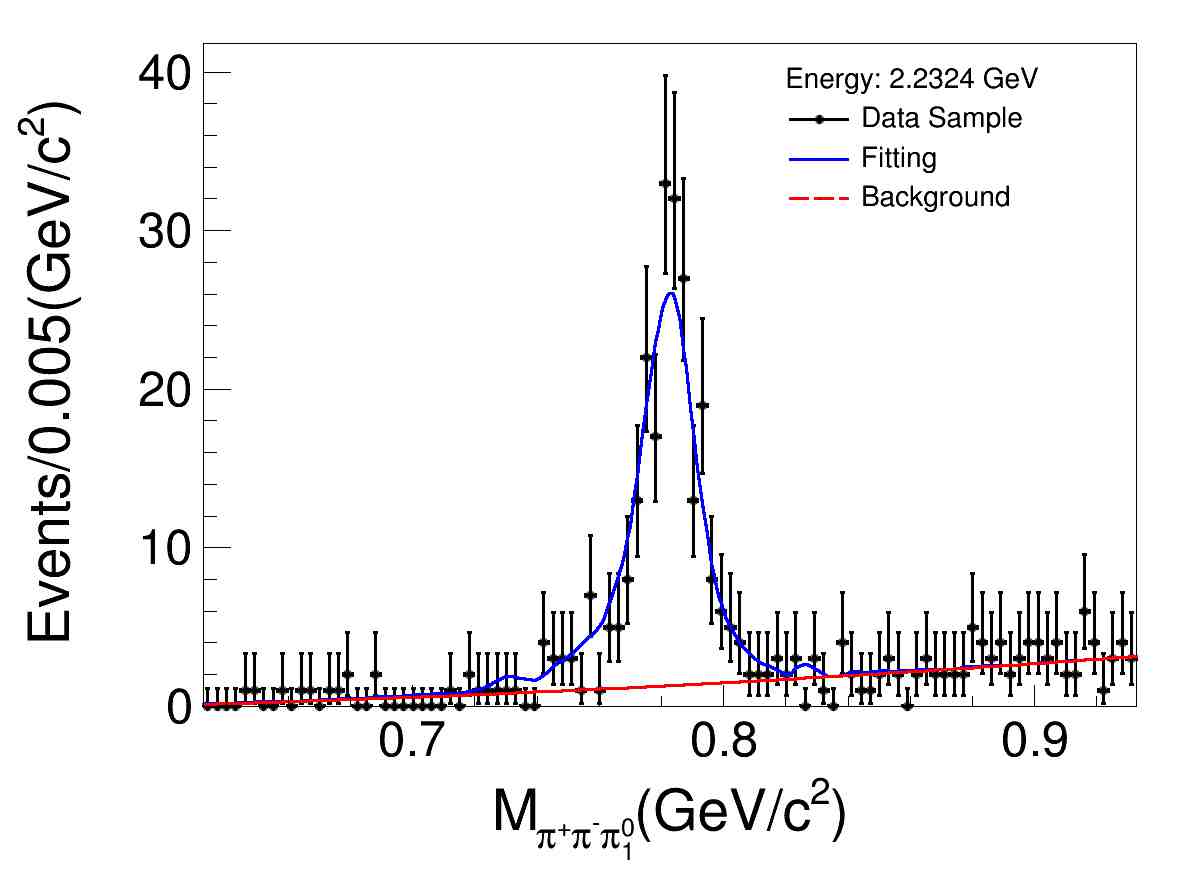 Events/0.005(GeV/c²)
40
30
20
10
0
Energy: 2.2324 GeV
Data Sample
Fitting
Background
0.7 0.8 0.9
M_π⁺π⁻π⁰₁(GeV/c²)